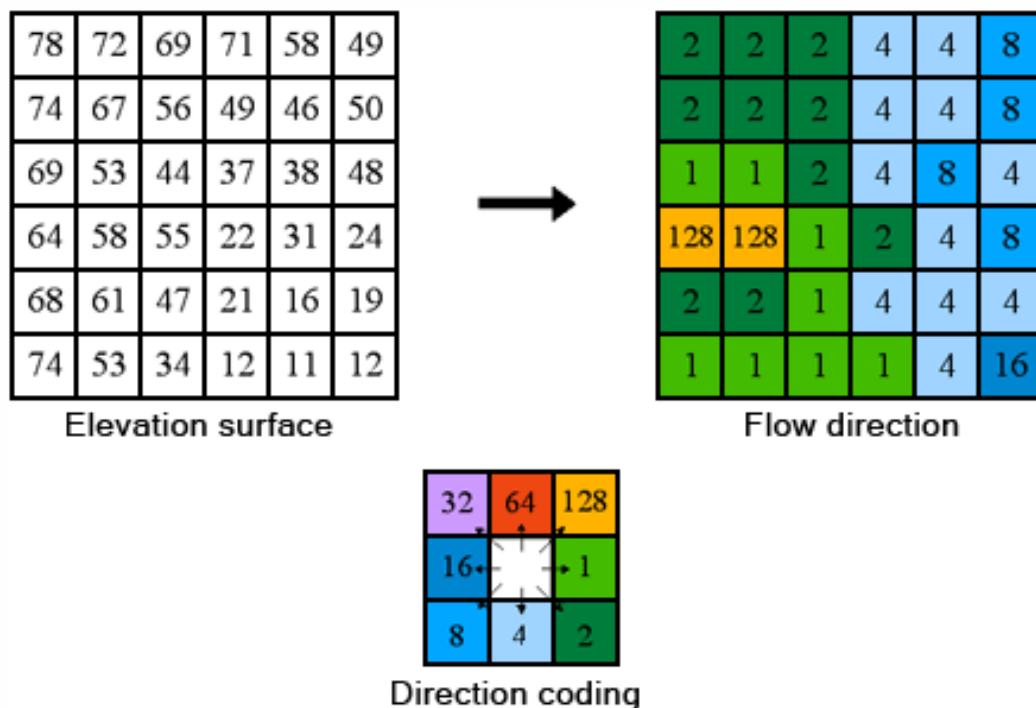 78 72 69 71 58 49 2 2 2 4 4 8
74 67 56 49 46 50 2 2 2 4 4 8
69 53 44 37 38 48 1 1 2 4 8 4
64 58 55 22 31 24 128 128 1 2 4 8
68 61 47 21 16 19 2 2 1 4 4 4
74 53 34 12 11 12 1 1 1 1 4 16
Elevation surface Flow direction
32 64 128
16 1
8 4 2
Direction coding